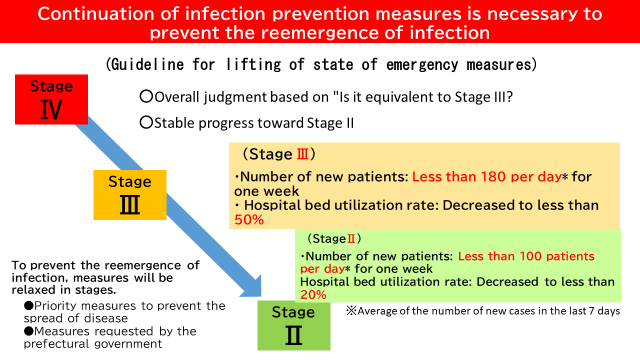 Continuation of infection prevention measures is necessary to
prevent the reemergence of infection
(Guideline for lifting of state of emergency measures)
Stage
Ⅳ
〇Overall judgment based on "Is it equivalent to Stage III?
〇Stable progress toward Stage II
Stage
Ⅲ
（Stage Ⅲ）
・Number of new patients: Less than 180 per day* for
one week
・Hospital bed utilization rate: Decreased to less than
50%
（StageⅡ）
・Number of new patients: Less than 100 patients
per day* for one week
Hospital bed utilization rate: Decreased to less than
20%
To prevent the reemergence of
infection, measures will be
relaxed in stages.
●Priority measures to prevent the
spread of disease
●Measures requested by the
prefectural government
Stage
Ⅱ
※Average of the number of new cases in the last 7 days